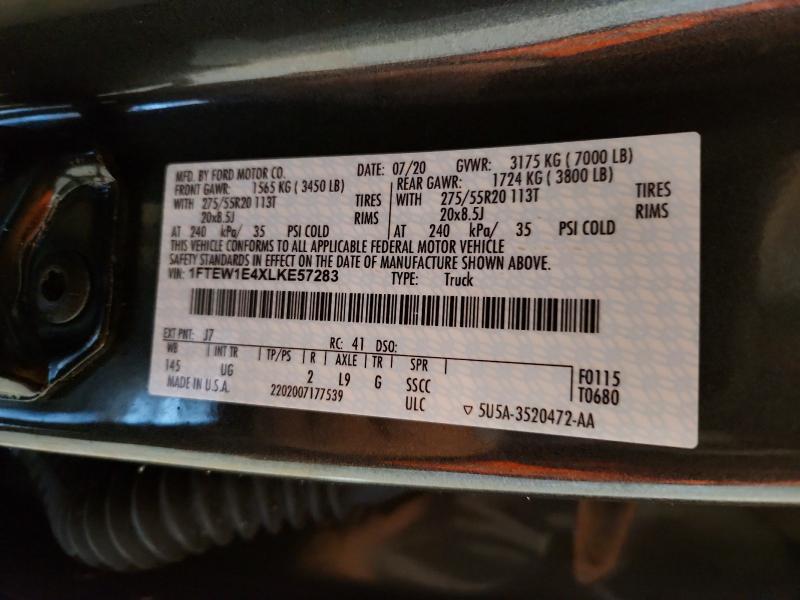 MFD. BY FORD MOTOR CO. DATE: 07/20 GVWR: 3175 KG ( 7000 LB)
FRONT GAWR: 1565 KG ( 3450 LB) REAR GAWR: 1724 KG ( 3800 LB)
WITH 275/55R20 113T TIRES WITH 275/55R20 113T TIRES
20x8.5J RIMS 20x8.5J RIMS
AT 240 kPa/ 35 PSI COLD AT 240 kPa/ 35 PSI COLD
THIS VEHICLE CONFORMS TO ALL APPLICABLE FEDERAL MOTOR VEHICLE
SAFETY STANDARDS IN EFFECT ON THE DATE OF MANUFACTURE SHOWN ABOVE.
VIN: 1FTEW1E4XLKE57283 TYPE: Truck
EXT PNT: J7 RC: 41 DSO:
WB INT TR TP/PS R AXLE TR SPR
145 UG 2 L9 G SSCC F0115
MADE IN U.S.A. 2202007177539 ULC T0680
▽ 5U5A-3520472-AA